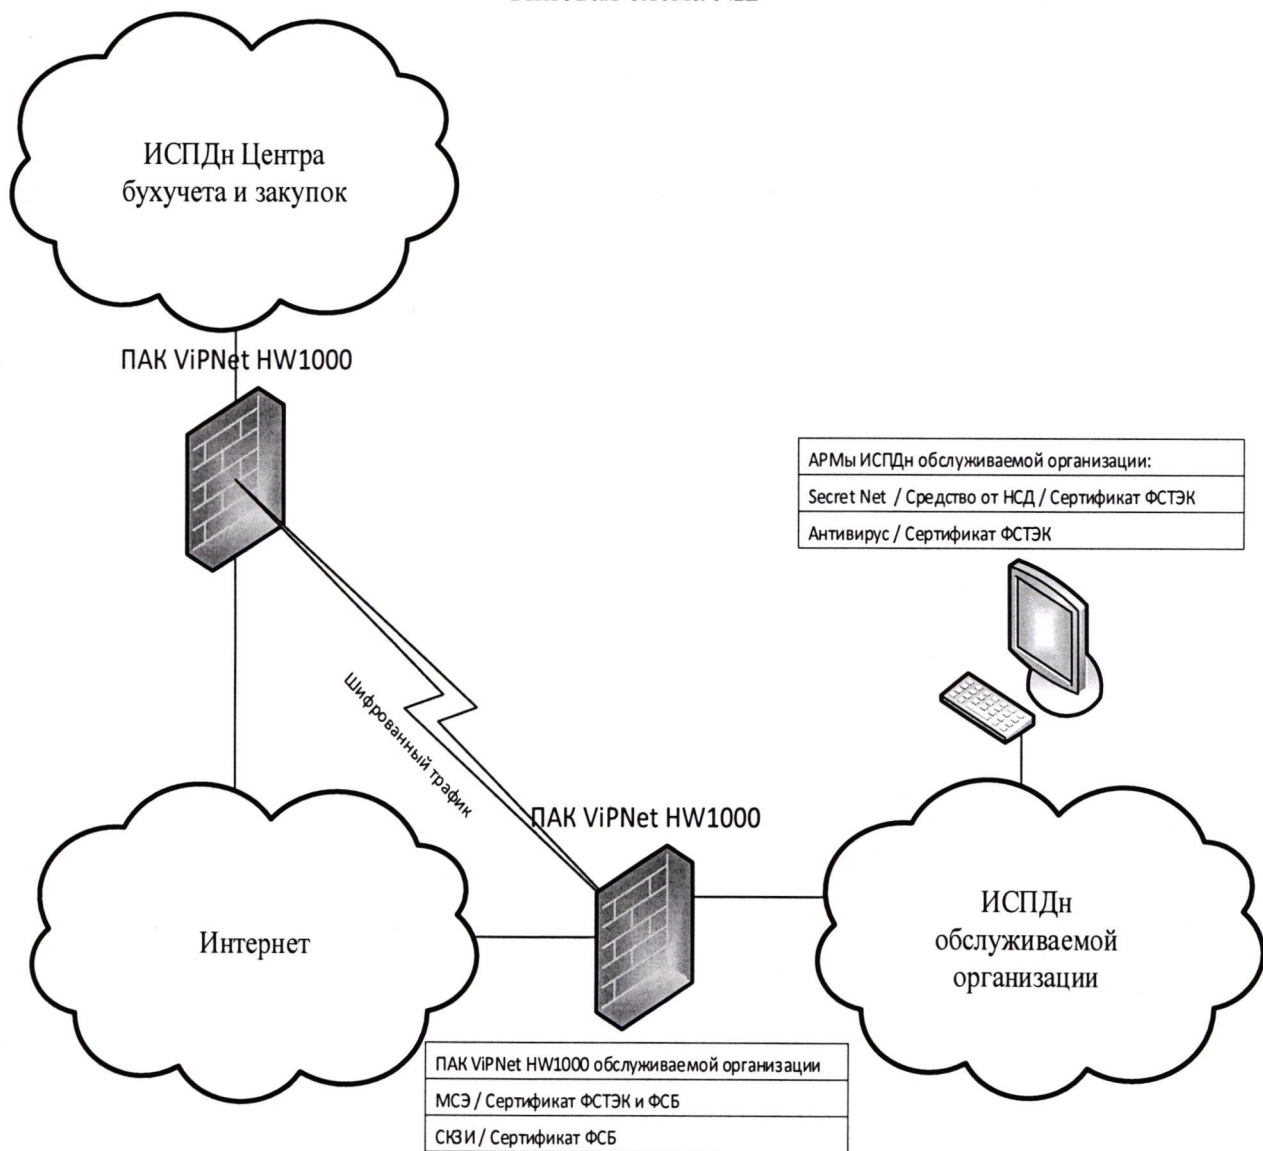 ИСПДн Центра
бухучета и закупок
ПАК ViPNet HW1000
АРМы ИСПДн обслуживаемой организации:
Secret Net / Средство от НСД / Сертификат ФСТЭК
Антивирус / Сертификат ФСТЭК
Шифрованный трафик
ПАК ViPNet HW1000
Интернет
ИСПДн
обслуживаемой
организации
ПАК ViPNet HW1000 обслуживаемой организации
МСЭ / Сертификат ФСТЭК и ФСБ
СКЗИ / Сертификат ФСБ